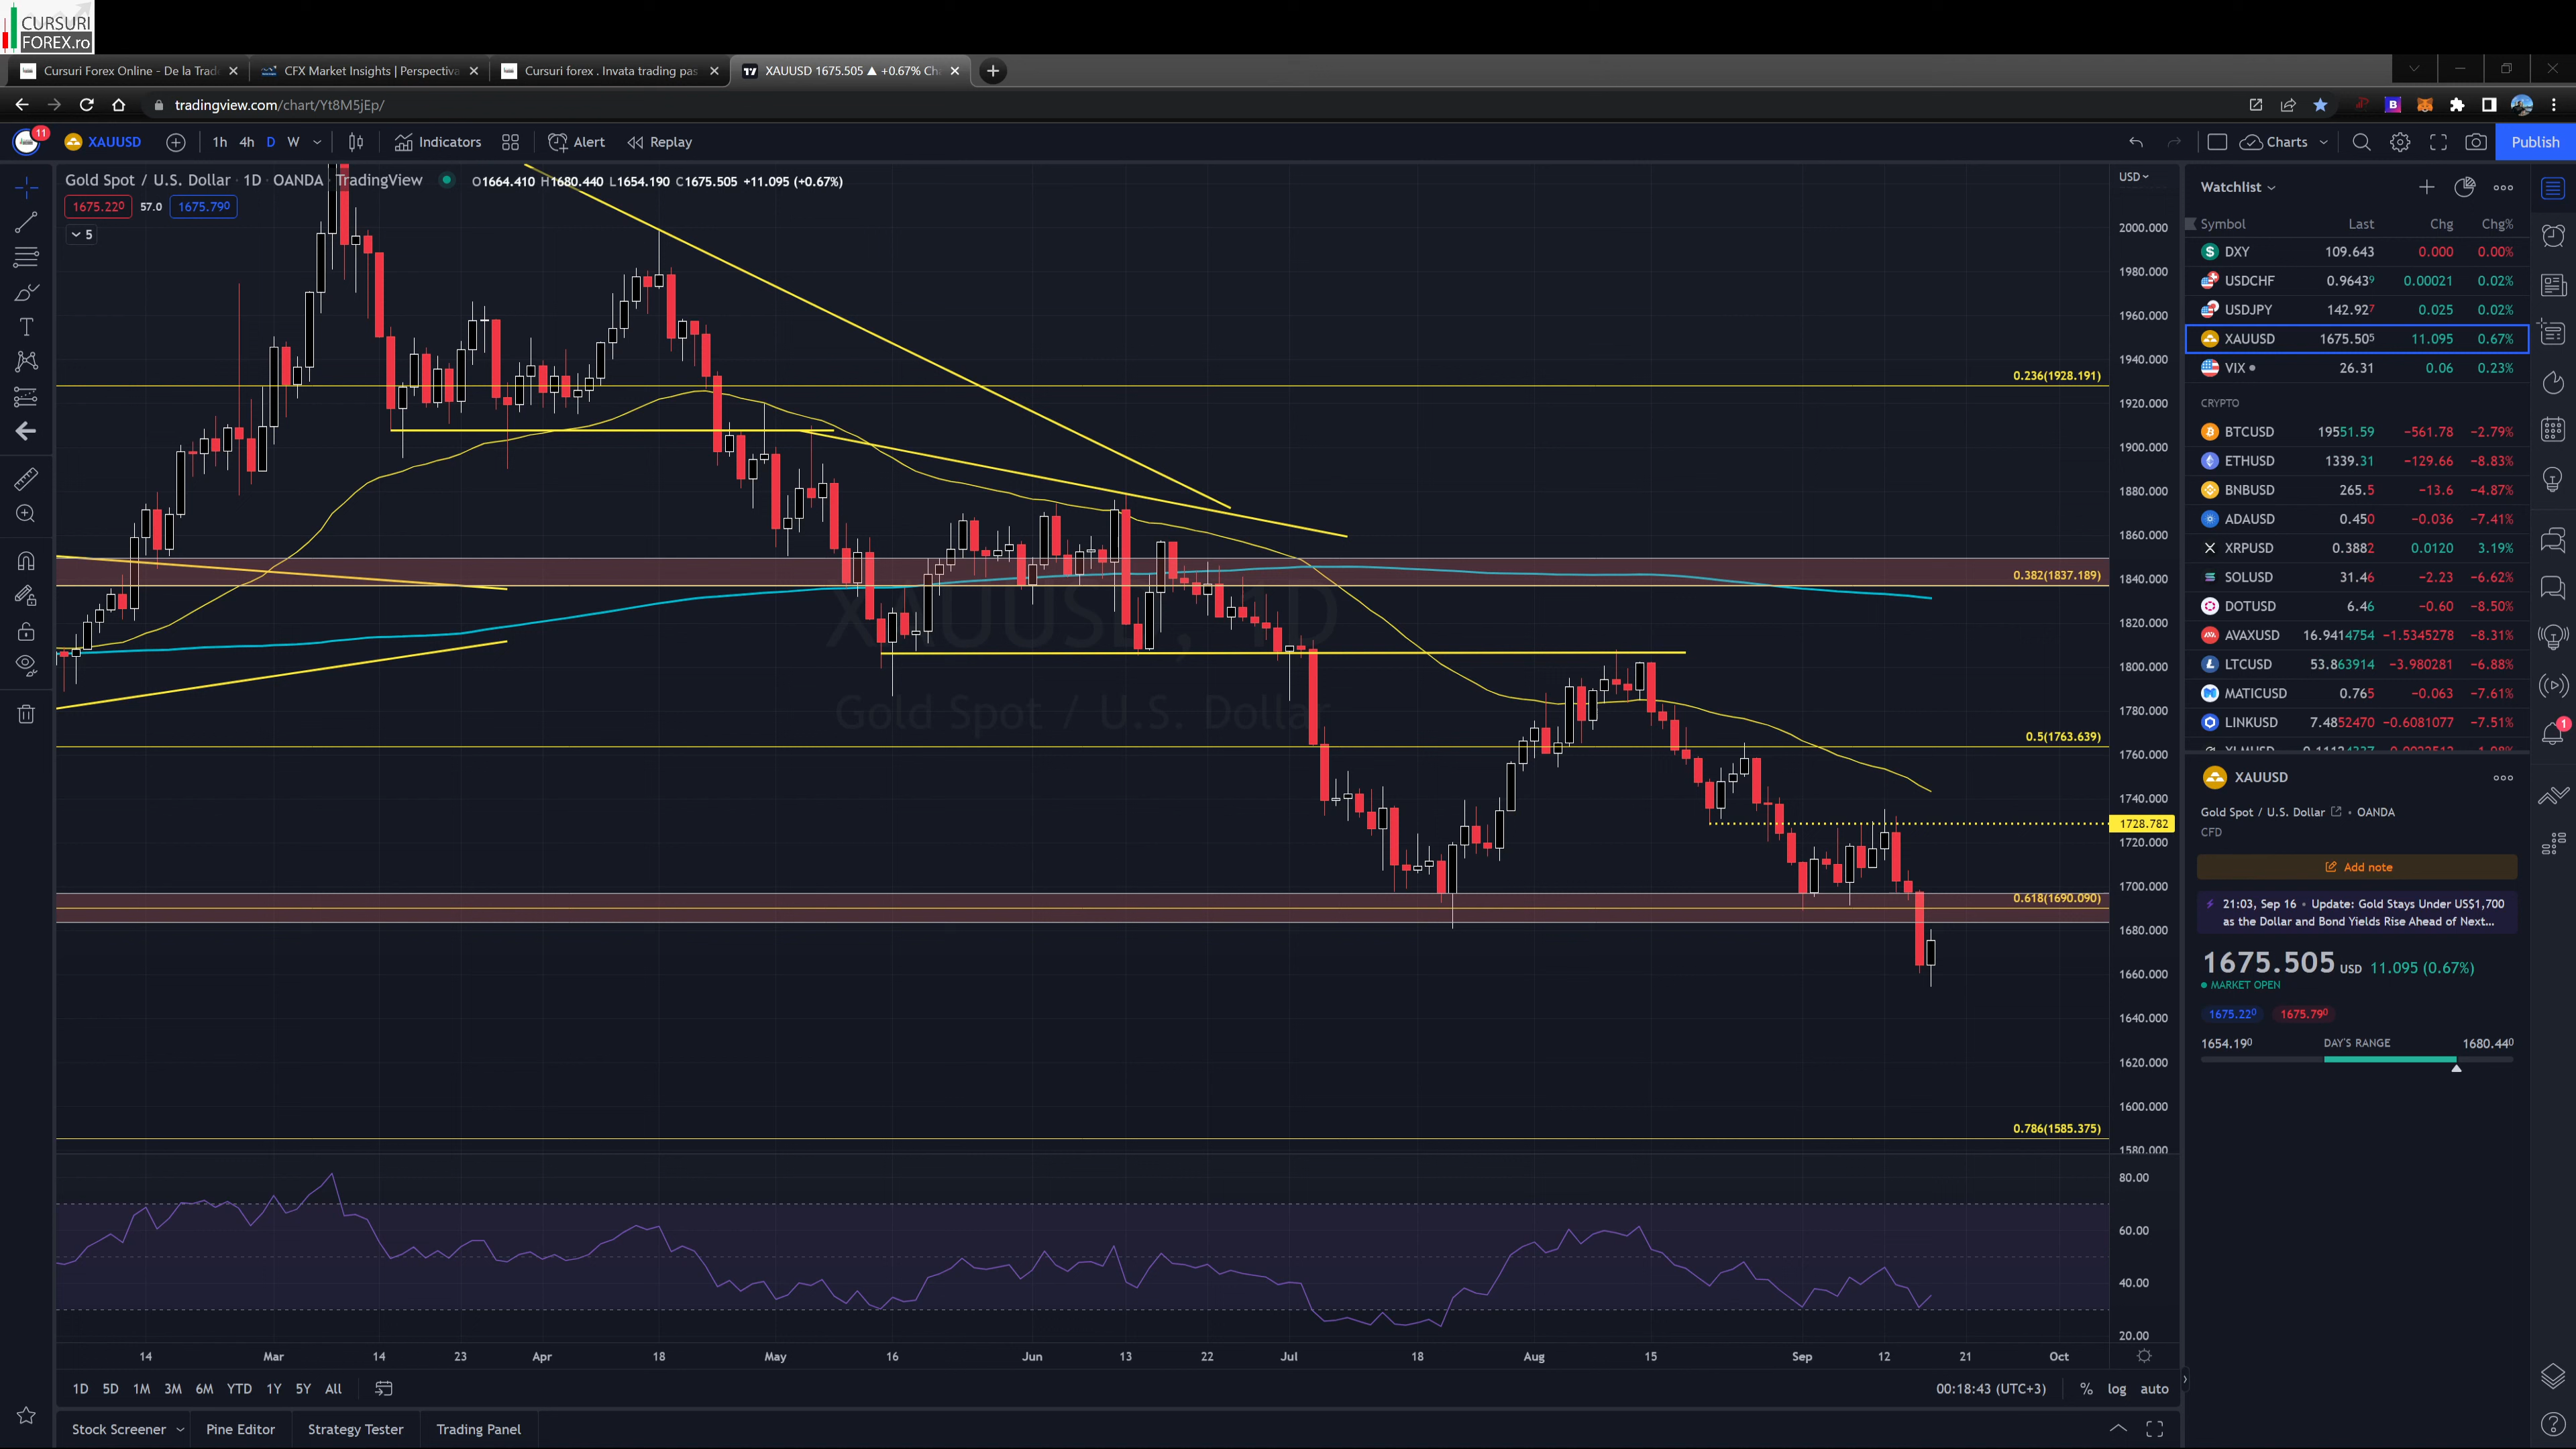 CURSURI
FOREX.ro
Cursuri Forex Online - De la Trad
CFX Market Insights | Perspectiva
Cursuri forex . Invata trading pas
XAUUSD 1675.505 ▲ +0.67% Ch
tradingview.com/chart/Yt8M5jEp/
11
XAUUSD
1h 4h D W
Indicators
Alert
Replay
Charts
Publish
Gold Spot / U.S. Dollar · 1D · OANDA · TradingView
O1664.410 H1680.440 L1654.190 C1675.505 +11.095 (+0.67%)
1675.220 57.0 1675.790
5
USD
2000.000
1980.000
1960.000
1940.000
0.236(1928.191)
1920.000
1900.000
1880.000
1860.000
0.382(1837.189)
1840.000
1820.000
1800.000
1780.000
0.5(1763.639)
1760.000
1740.000
1728.782
1720.000
0.618(1690.090)
1700.000
1680.000
1660.000
1640.000
1620.000
1600.000
0.786(1585.375)
1580.000
XAUUSD, 1D
Gold Spot / U.S. Dollar
80.00
60.00
40.00
20.00
14 Mar 14 23 Apr 18 May 16 Jun 13 22 Jul 18 Aug 15 Sep 12 21 Oct
1D 5D 1M 3M 6M YTD 1Y 5Y All
00:18:43 (UTC+3) % log auto
Stock Screener Pine Editor Strategy Tester Trading Panel
Watchlist
Symbol Last Chg Chg%
DXY 109.643 0.000 0.00%
USDCHF 0.96439 0.00021 0.02%
USDJPY 142.927 0.025 0.02%
XAUUSD 1675.505 11.095 0.67%
VIX 26.31 0.06 0.23%
CRYPTO
BTCUSD 19551.59 −561.78 −2.79%
ETHUSD 1339.31 −129.66 −8.83%
BNBUSD 265.5 −13.6 −4.87%
ADAUSD 0.450 −0.036 −7.41%
XRPUSD 0.3882 0.0120 3.19%
SOLUSD 31.46 −2.23 −6.62%
DOTUSD 6.46 −0.60 −8.50%
AVAXUSD 16.9414754 −1.5345278 −8.31%
LTCUSD 53.863914 −3.980281 −6.88%
MATICUSD 0.765 −0.063 −7.61%
LINKUSD 7.4852470 −0.6081077 −7.51%
1
XAUUSD
Gold Spot / U.S. Dollar • OANDA
CFD
Add note
21:03, Sep 16 • Update: Gold Stays Under US$1,700
as the Dollar and Bond Yields Rise Ahead of Next...
1675.505 USD 11.095 (0.67%)
MARKET OPEN
1675.220 1675.790
1654.190 DAY'S RANGE 1680.440